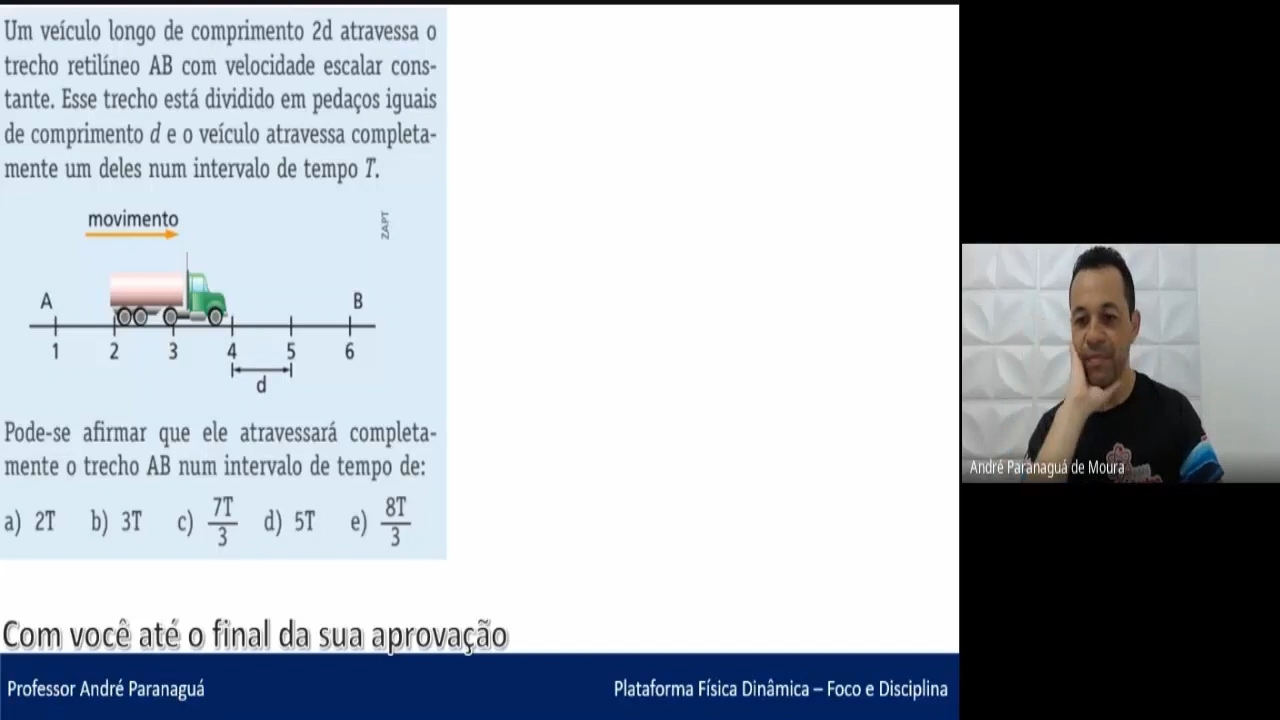 Um veículo longo de comprimento 2d atravessa o
trecho retilíneo AB com velocidade escalar cons-
tante. Esse trecho está dividido em pedaços iguais
de comprimento d e o veículo atravessa completa-
mente um deles num intervalo de tempo T.
movimento
ZAPT
A B
1 2 3 4 5 6
d
Pode-se afirmar que ele atravessará completa-
mente o trecho AB num intervalo de tempo de:
a) 2T b) 3T c) 7T/3 d) 5T e) 8T/3
André Paranaguá de Moura
Com você até o final da sua aprovação
Professor André Paranaguá Plataforma Física Dinâmica – Foco e Disciplina